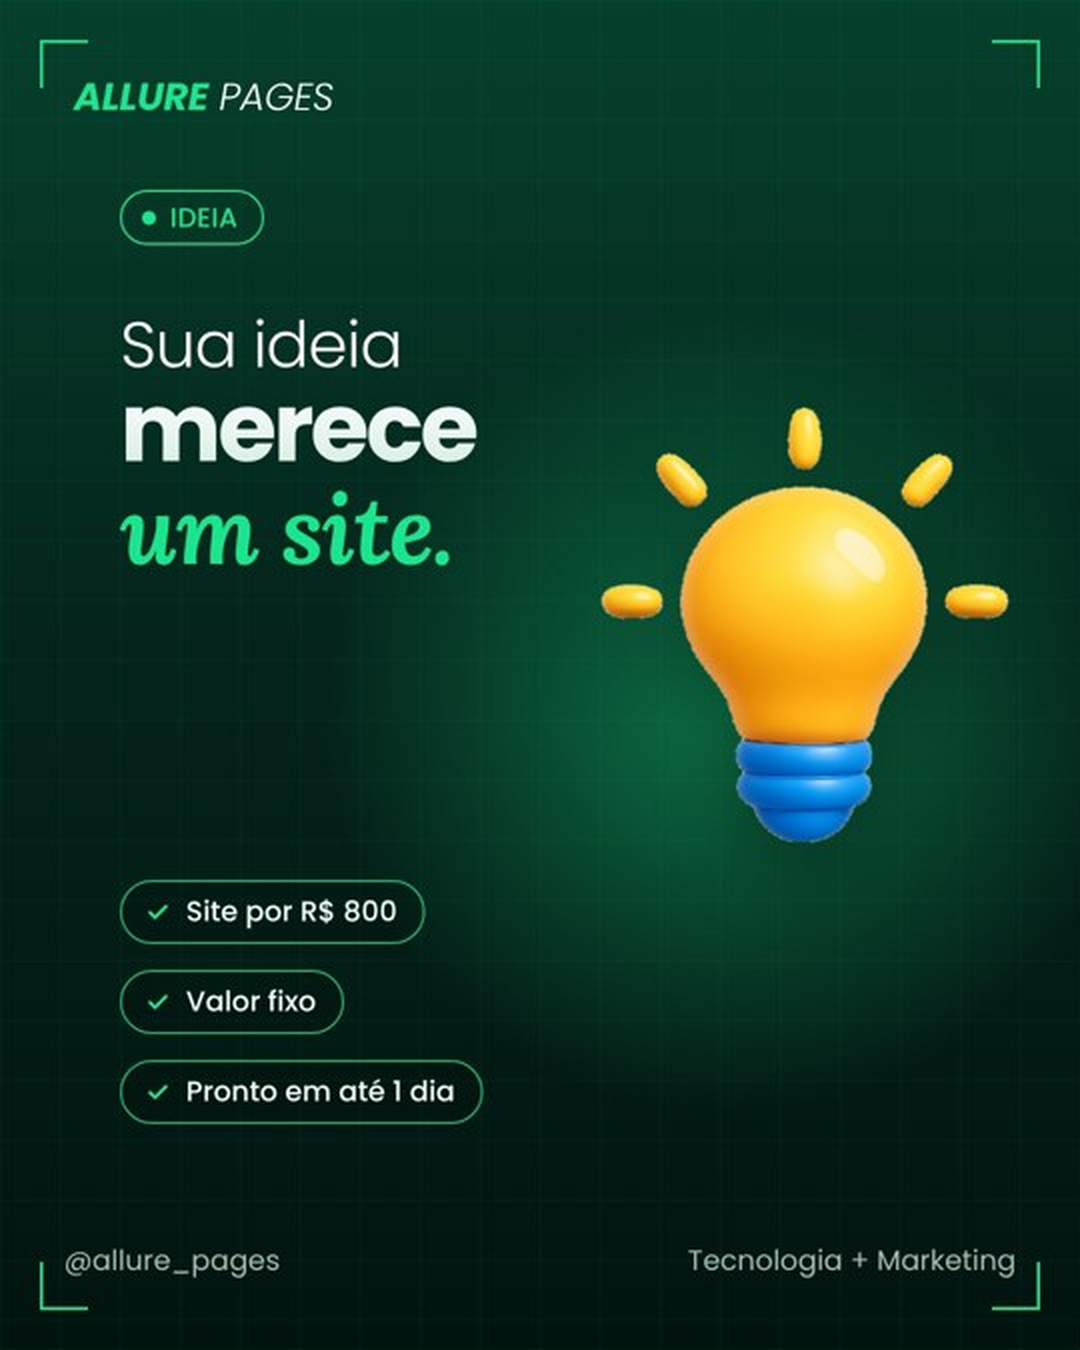 ALLURE PAGES
IDEIA
Sua ideia
merece
um site.
Site por R$ 800
Valor fixo
Pronto em até 1 dia
@allure_pages
Tecnologia + Marketing